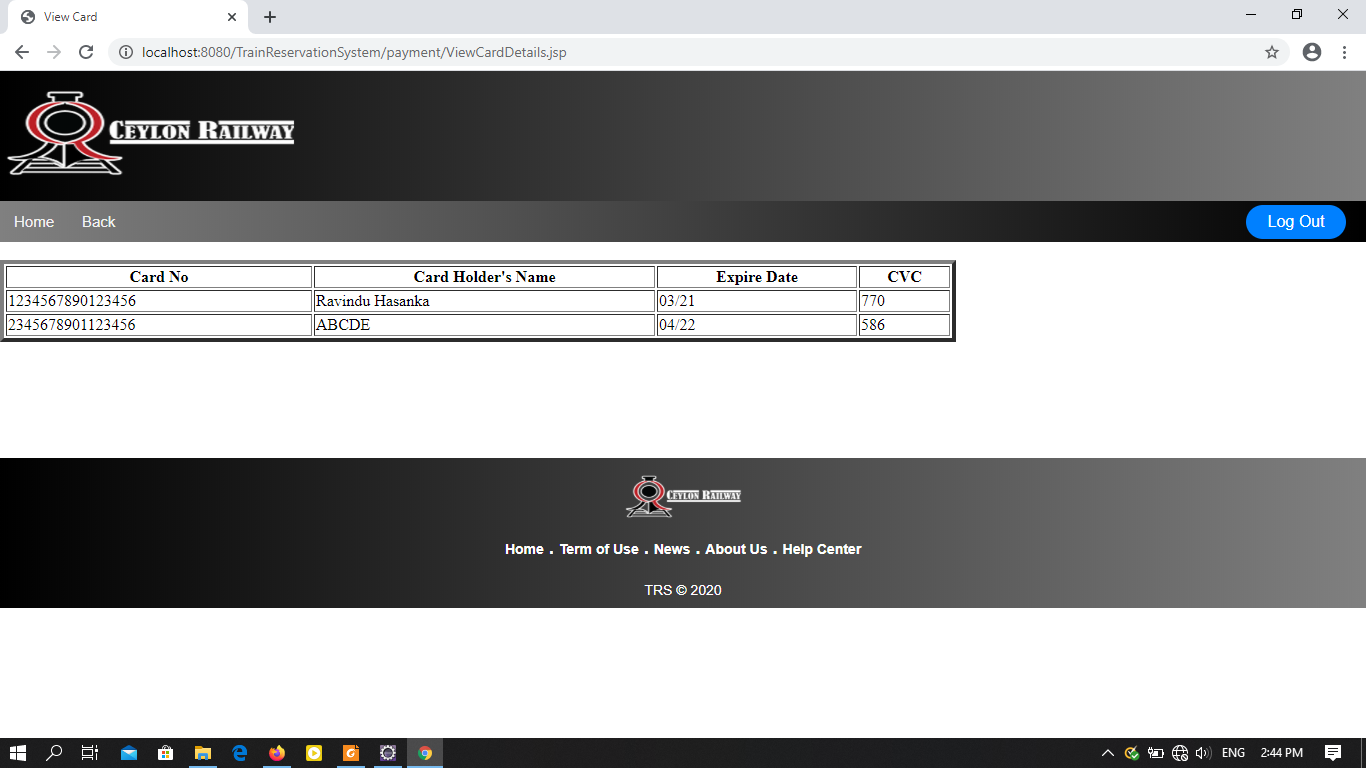 View Card
localhost:8080/TrainReservationSystem/payment/ViewCardDetails.jsp
CEYLON RAILWAY
Home Back Log Out
Card No Card Holder's Name Expire Date CVC
1234567890123456 Ravindu Hasanka 03/21 770
2345678901123456 ABCDE 04/22 586
CEYLON RAILWAY
Home . Term of Use . News . About Us . Help Center
TRS © 2020
ENG 2:44 PM